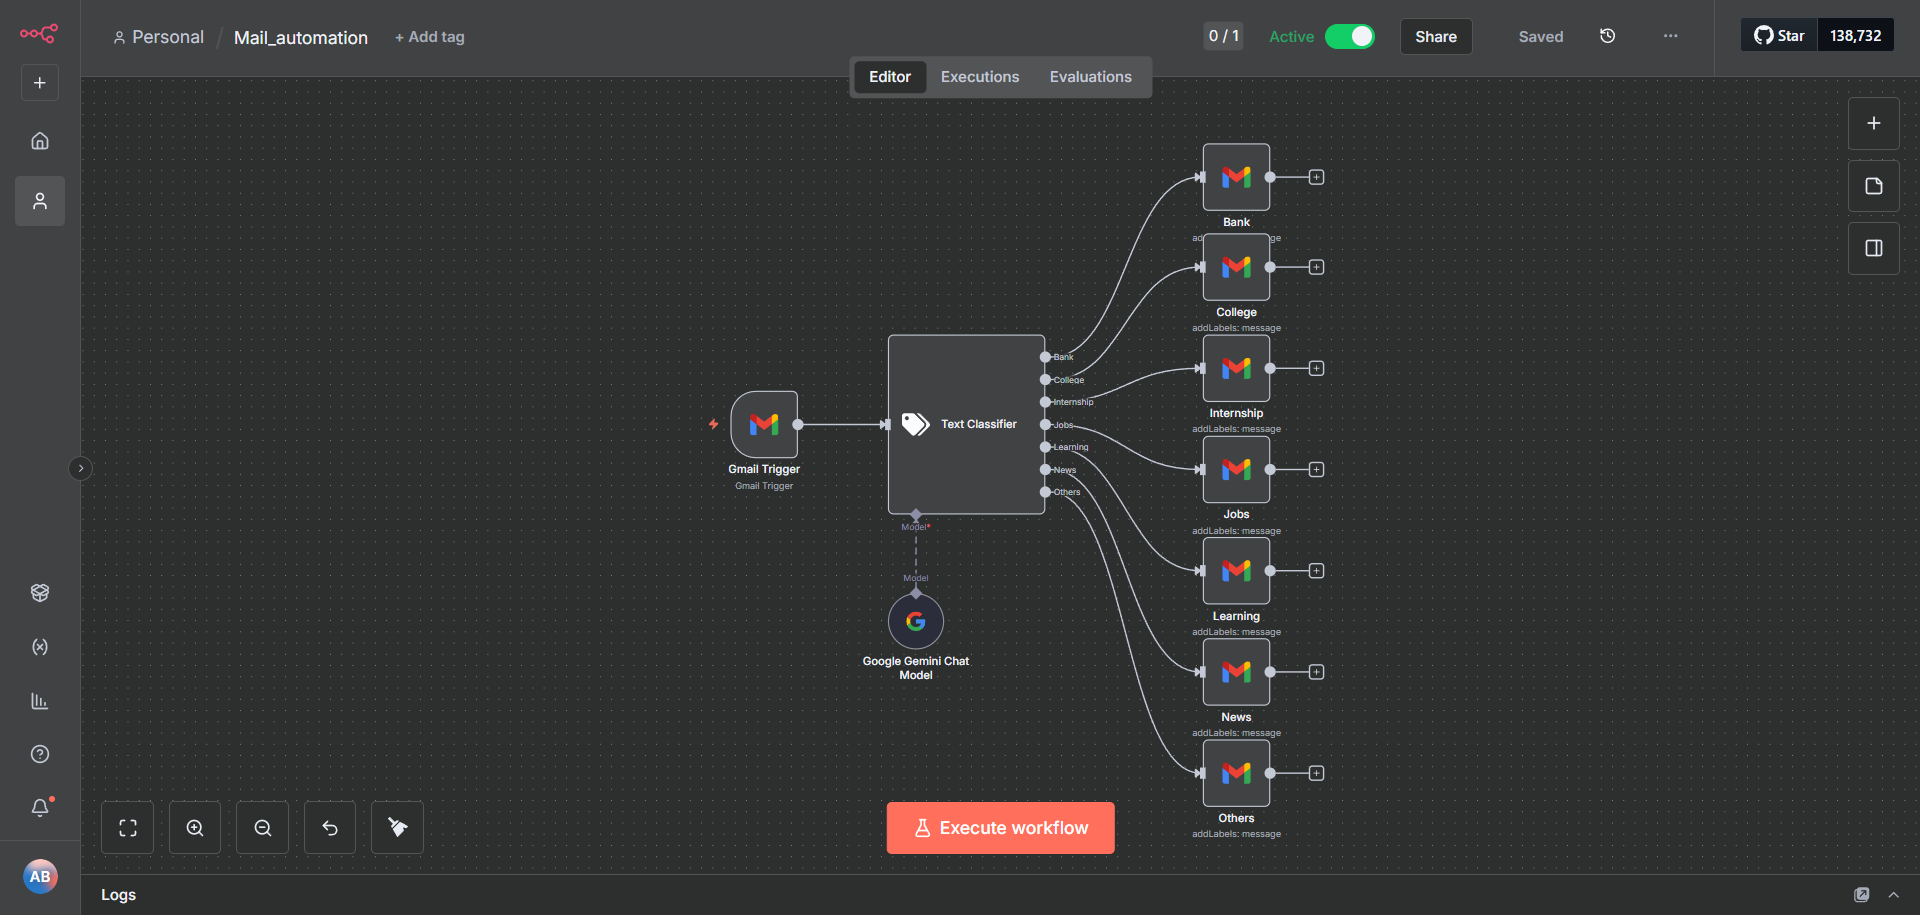 Personal / Mail_automation + Add tag
0 / 1 Active Share Saved ... Star 138,732
Editor Executions Evaluations
Bank
College
addLabels: message
Internship
addLabels: message
Jobs
addLabels: message
Learning
addLabels: message
News
addLabels: message
Others
addLabels: message
Text Classifier
Bank
College
Internship
Jobs
Learning
News
Others
Gmail Trigger
Gmail Trigger
Model*
Model
Google Gemini Chat
Model
Execute workflow
AB
Logs